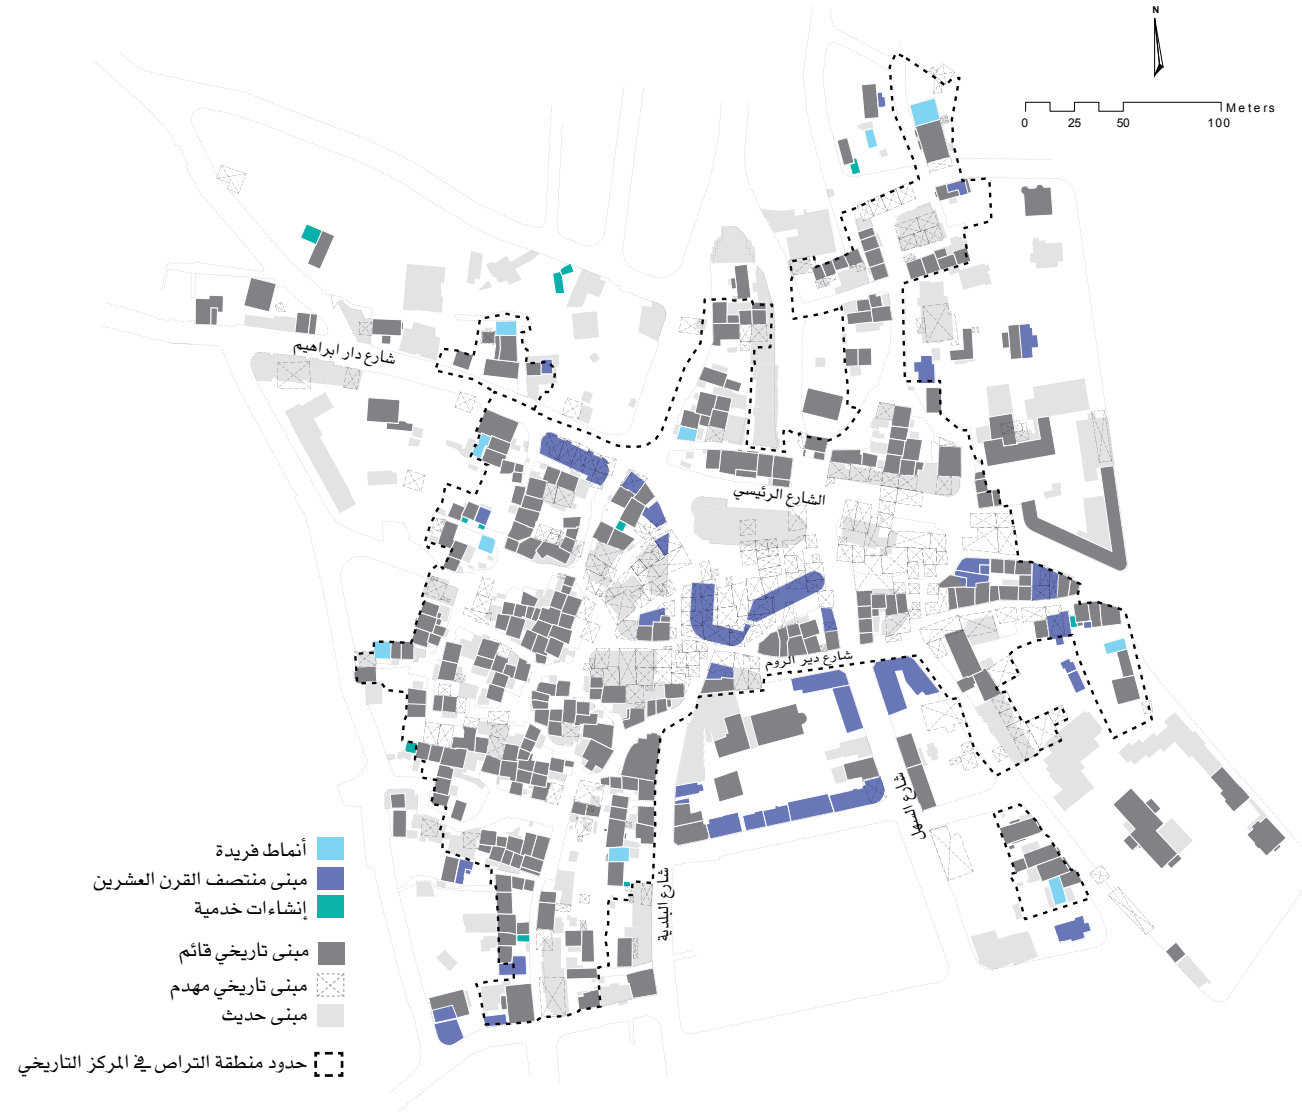 N
Meters
0 25 50 100
شارع دار ابراهيم
الشارع الرئيسي
شارع دير الروم
شارع السهل
شارع البلدية
أنماط فريدة
مبنى منتصف القرن العشرين
إنشاءات خدمية
مبنى تاريخي قائم
مبنى تاريخي مهدم
مبنى حديث
حدود منطقة التراص في المركز التاريخي